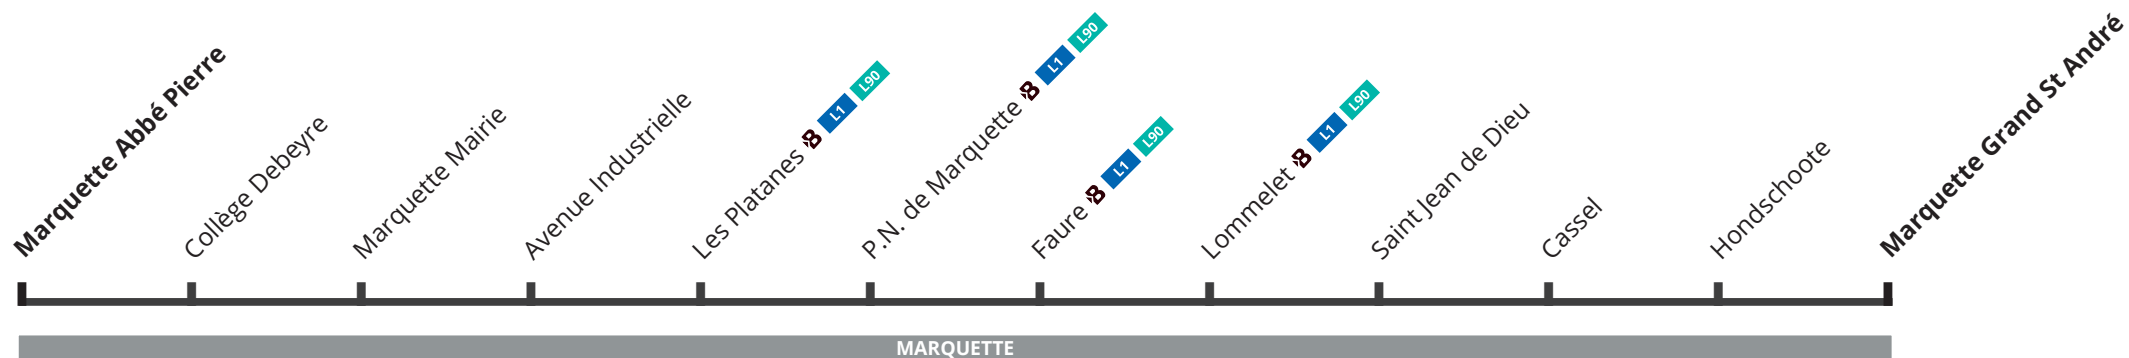 Marquette Abbé Pierre
Collège Debeyre
Marquette Mairie
Avenue Industrielle
Les Platanes B L1 L90
P.N. de Marquette B L1 L90
Faure B L1 L90
Lommelet B L1 L90
Saint Jean de Dieu
Cassel
Hondschoote
Marquette Grand St André
MARQUETTE